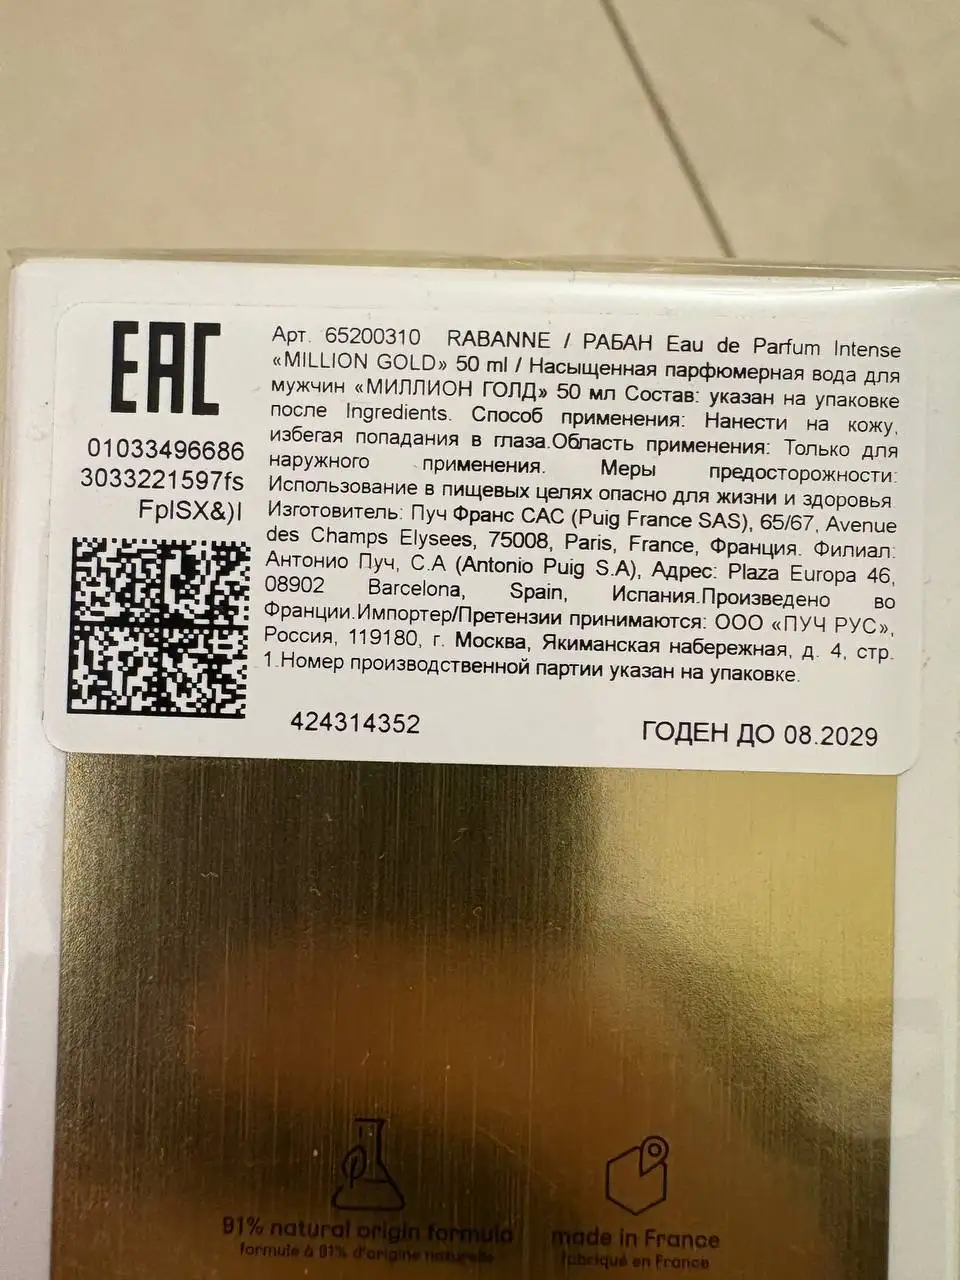 EAC
01033496686
3033221597fs
FpISX&)I
Арт. 65200310 RABANNE / РАБАН Eau de Parfum Intense
«MILLION GOLD» 50 ml / Насыщенная парфюмерная вода для
мужчин «МИЛЛИОН ГОЛД» 50 мл Состав: указан на упаковке
после Ingredients. Способ применения: Нанести на кожу,
избегая попадания в глаза.Область применения: Только для
наружного применения. Меры предосторожности:
Использование в пищевых целях опасно для жизни и здоровья
Изготовитель: Пуч Франс САС (Puig France SAS), 65/67, Avenue
des Champs Elysees, 75008, Paris, France, Франция. Филиал:
Антонио Пуч, С.А (Antonio Puig S.A), Адрес: Plaza Europa 46,
08902 Barcelona, Spain, Испания.Произведено во
Франции.Импортер/Претензии принимаются: ООО «ПУЧ РУС»,
Россия, 119180, г. Москва, Якиманская набережная, д. 4, стр.
1.Номер производственной партии указан на упаковке.
424314352 ГОДЕН ДО 08.2029
91% natural origin formula
formule à 91% d'origine naturelle
made in France
fabriqué en France